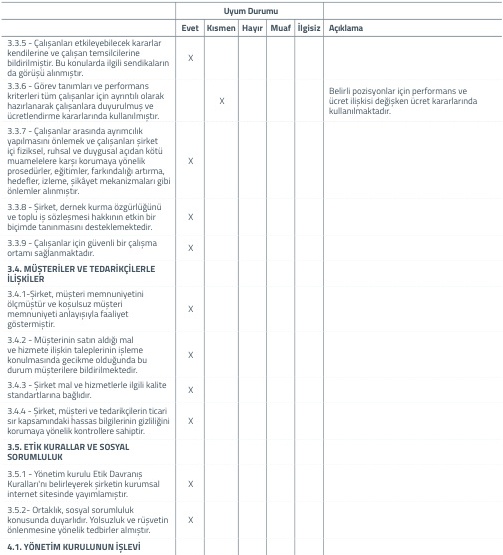 Uyum Durumu
Evet Kısmen Hayır Muaf İlgisiz Açıklama
3.3.5 - Çalışanları etkileyebilecek kararlar
kendilerine ve çalışan temsilcilerine
bildirilmiştir. Bu konularda ilgili sendikaların
da görüşü alınmıştır.
X
3.3.6 - Görev tanımları ve performans
kriterleri tüm çalışanlar için ayrıntılı olarak
hazırlanarak çalışanlara duyurulmuş ve
ücretlendirme kararlarında kullanılmıştır.
X
Belirli pozisyonlar için performans ve
ücret ilişkisi değişken ücret kararlarında
kullanılmaktadır.
3.3.7 - Çalışanlar arasında ayrımcılık
yapılmasını önlemek ve çalışanları şirket
içi fiziksel, ruhsal ve duygusal açıdan kötü
muamelelere karşı korumaya yönelik
prosedürler, eğitimler, farkındalığı artırma,
hedefler, izleme, şikâyet mekanizmaları gibi
önlemler alınmıştır.
X
3.3.8 - Şirket, dernek kurma özgürlüğünü
ve toplu iş sözleşmesi hakkının etkin bir
biçimde tanınmasını desteklemektedir.
X
3.3.9 - Çalışanlar için güvenli bir çalışma
ortamı sağlanmaktadır.
X
3.4. MÜŞTERİLER VE TEDARİKÇİLERLE
İLİŞKİLER
3.4.1-Şirket, müşteri memnuniyetini
ölçmüştür ve koşulsuz müşteri
memnuniyeti anlayışıyla faaliyet
göstermiştir.
X
3.4.2 - Müşterinin satın aldığı mal
ve hizmete ilişkin taleplerinin işleme
konulmasında gecikme olduğunda bu
durum müşterilere bildirilmektedir.
X
3.4.3 - Şirket mal ve hizmetlerle ilgili kalite
standartlarına bağlıdır.
X
3.4.4 - Şirket, müşteri ve tedarikçilerin ticari
sır kapsamındaki hassas bilgilerinin gizliliğini
korumaya yönelik kontrollere sahiptir.
X
3.5. ETİK KURALLAR VE SOSYAL
SORUMLULUK
3.5.1 - Yönetim kurulu Etik Davranış
Kuralları'nı belirleyerek şirketin kurumsal
internet sitesinde yayımlamıştır.
X
3.5.2- Ortaklık, sosyal sorumluluk
konusunda duyarlıdır. Yolsuzluk ve rüşvetin
önlenmesine yönelik tedbirler almıştır.
X
4.1. YÖNETİM KURULUNUN İŞLEVİ